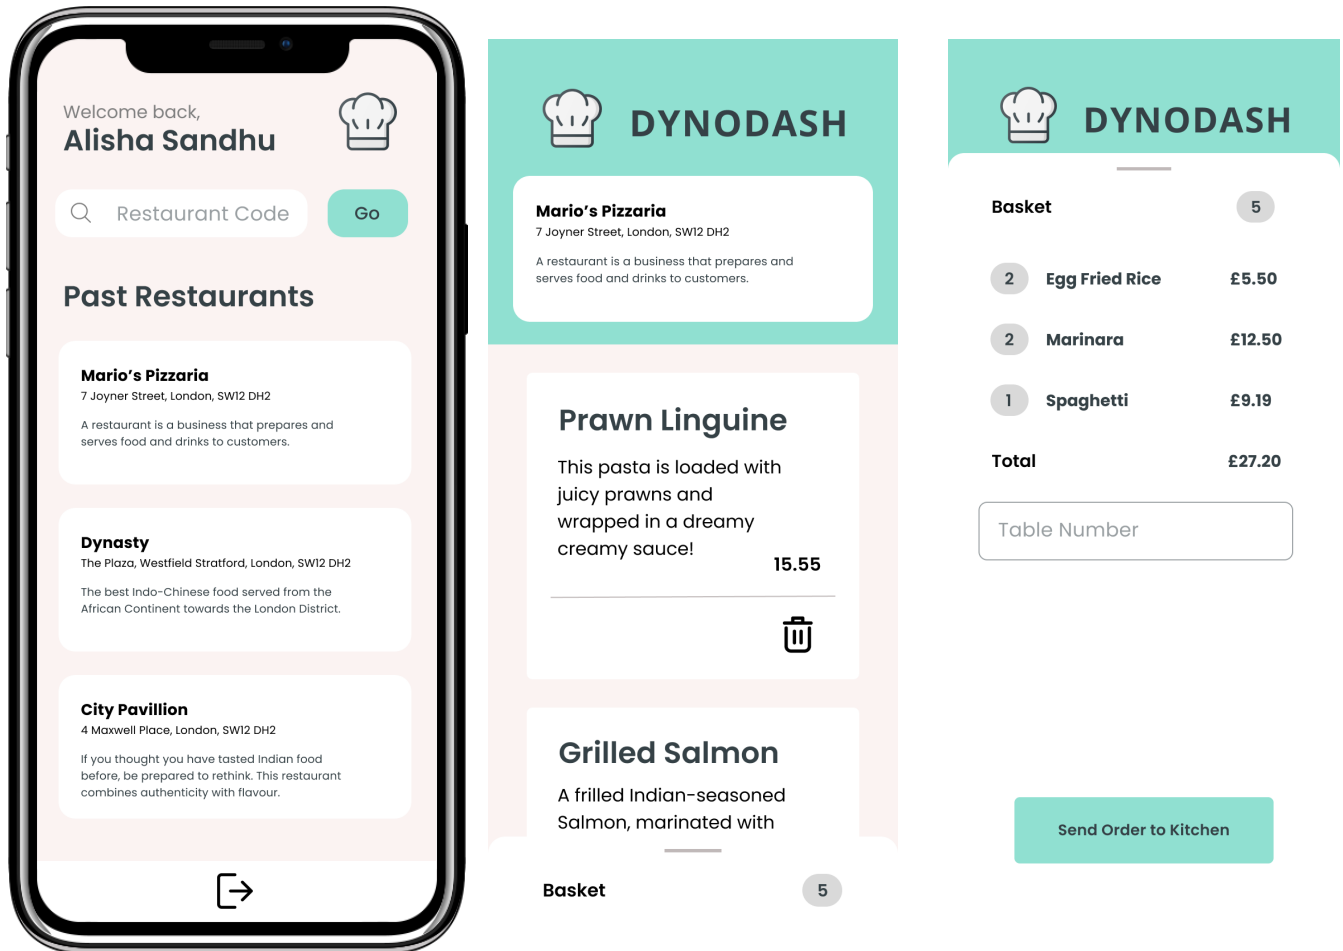 Welcome back,
Alisha Sandhu
Restaurant Code
Go
Past Restaurants
Mario’s Pizzaria
7 Joyner Street, London, SW12 DH2
A restaurant is a business that prepares and
serves food and drinks to customers.
Dynasty
The Plaza, Westfield Stratford, London, SW12 DH2
The best Indo-Chinese food served from the
African Continent towards the London District.
City Pavillion
4 Maxwell Place, London, SW12 DH2
If you thought you have tasted Indian food
before, be prepared to rethink. This restaurant
combines authenticity with flavour.
DYNODASH
Mario’s Pizzaria
7 Joyner Street, London, SW12 DH2
A restaurant is a business that prepares and
serves food and drinks to customers.
Prawn Linguine
This pasta is loaded with
juicy prawns and
wrapped in a dreamy
creamy sauce!
15.55
Grilled Salmon
A frilled Indian-seasoned
Salmon, marinated with
Basket 5
DYNODASH
Basket 5
2 Egg Fried Rice £5.50
2 Marinara £12.50
1 Spaghetti £9.19
Total £27.20
Table Number
Send Order to Kitchen